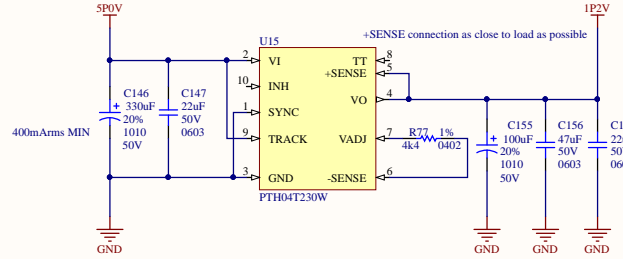 5P0V
1P2V
U15
+SENSE connection as close to load as possible
2 VI
TT 8
+SENSE 5
10 INH
VO 4
1 SYNC
9 TRACK
VADJ 7
3 GND
-SENSE 6
PTH04T230W
400mArms MIN
C146
+ 330uF
20%
1010
50V
C147
22uF
50V
0603
R77 1%
4k4 0402
C155
+ 100uF
20%
1010
50V
C156
47uF
50V
0603
GND
GND
GND
GND